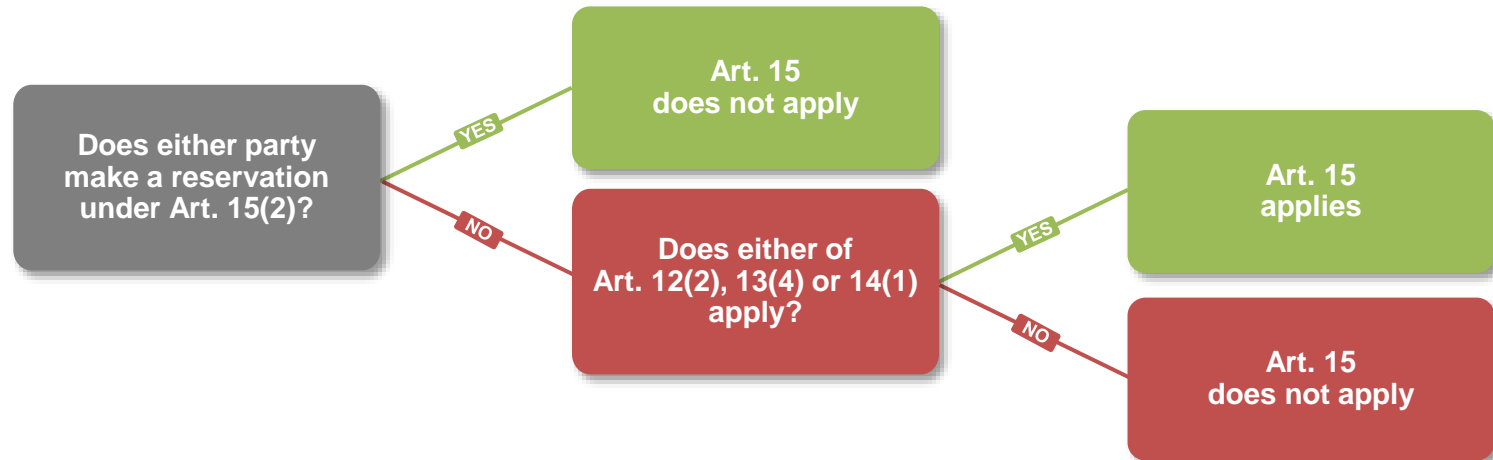 Does either party
make a reservation
under Art. 15(2)?
YES
Art. 15
does not apply
NO
Does either of
Art. 12(2), 13(4) or 14(1)
apply?
YES
Art. 15
applies
NO
Art. 15
does not apply